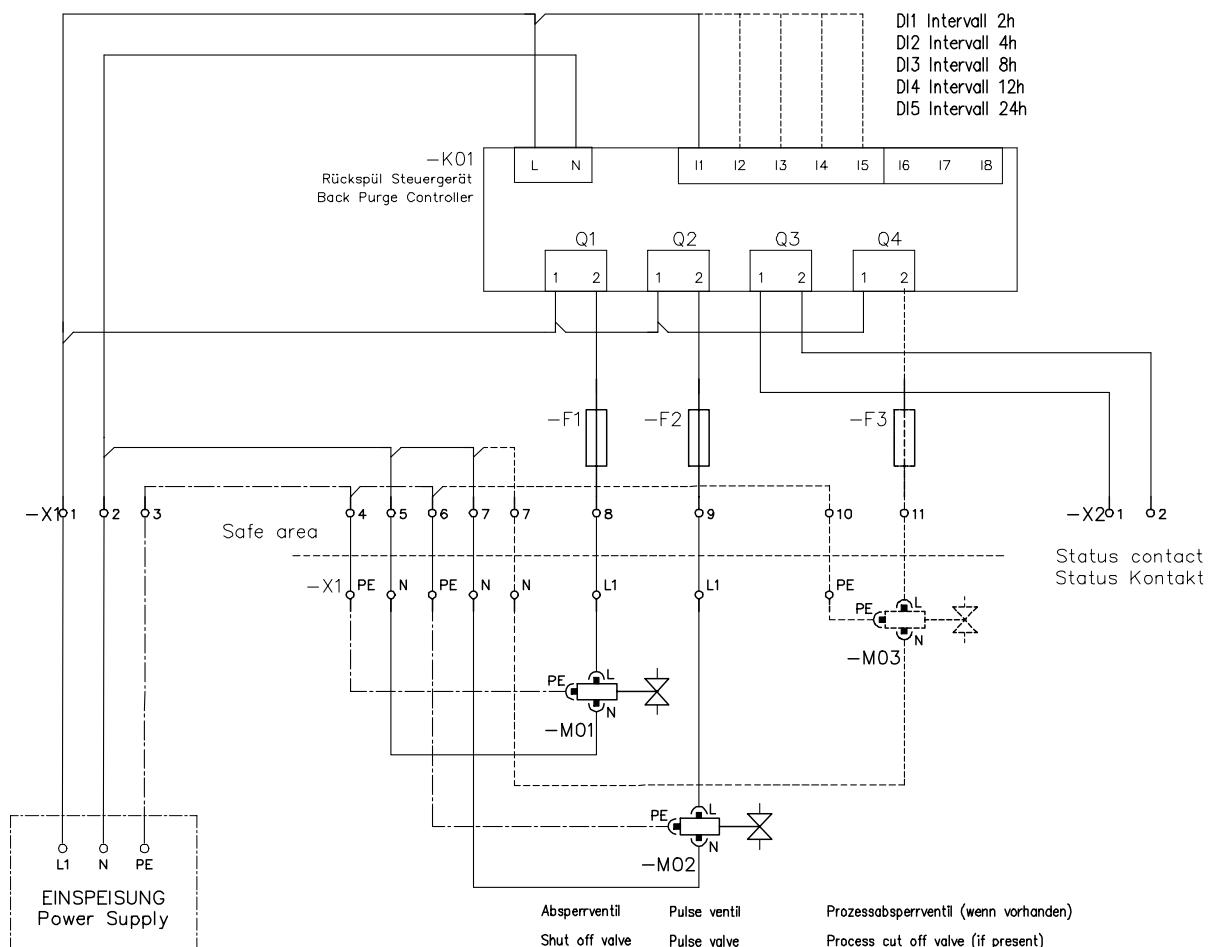 DI1 Intervall 2h
DI2 Intervall 4h
DI3 Intervall 8h
DI4 Intervall 12h
DI5 Intervall 24h
-K01
Rückspül Steuergerät
Back Purge Controller
L N I1 I2 I3 I4 I5 I6 I7 I8
Q1 Q2 Q3 Q4
1 2 1 2 1 2 1 2
-F1 -F2 -F3
-X1 1 2 3 4 5 6 7 7 8 9 10 11 -X2 1 2
Safe area
Status contact
Status Kontakt
-X1 PE N PE N N L1 L1 PE
PE L N
-M03
PE L N
-M01
PE L N
-M02
L1 N PE
EINSPEISUNG
Power Supply
Absperrventil Pulse ventil Prozessabsperrventil (wenn vorhanden)
Shut off valve Pulse valve Process cut off valve (if present)